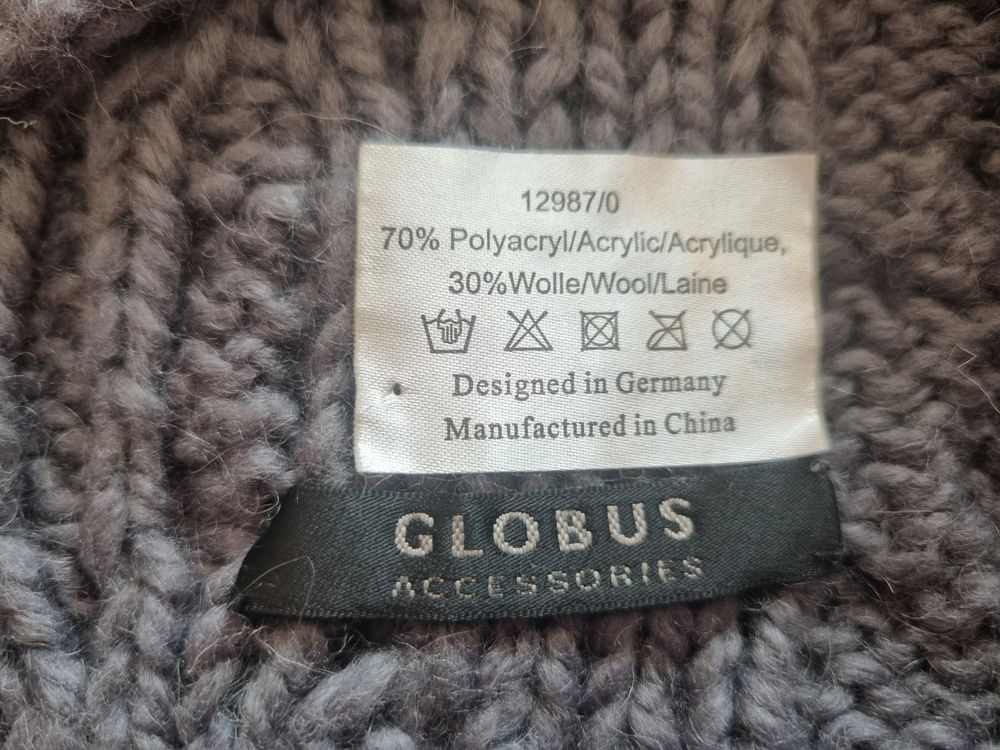 12987/0
70% Polyacryl/Acrylic/Acrylique,
30%Wolle/Wool/Laine
Designed in Germany
Manufactured in China
GLOBUS
ACCESSORIES